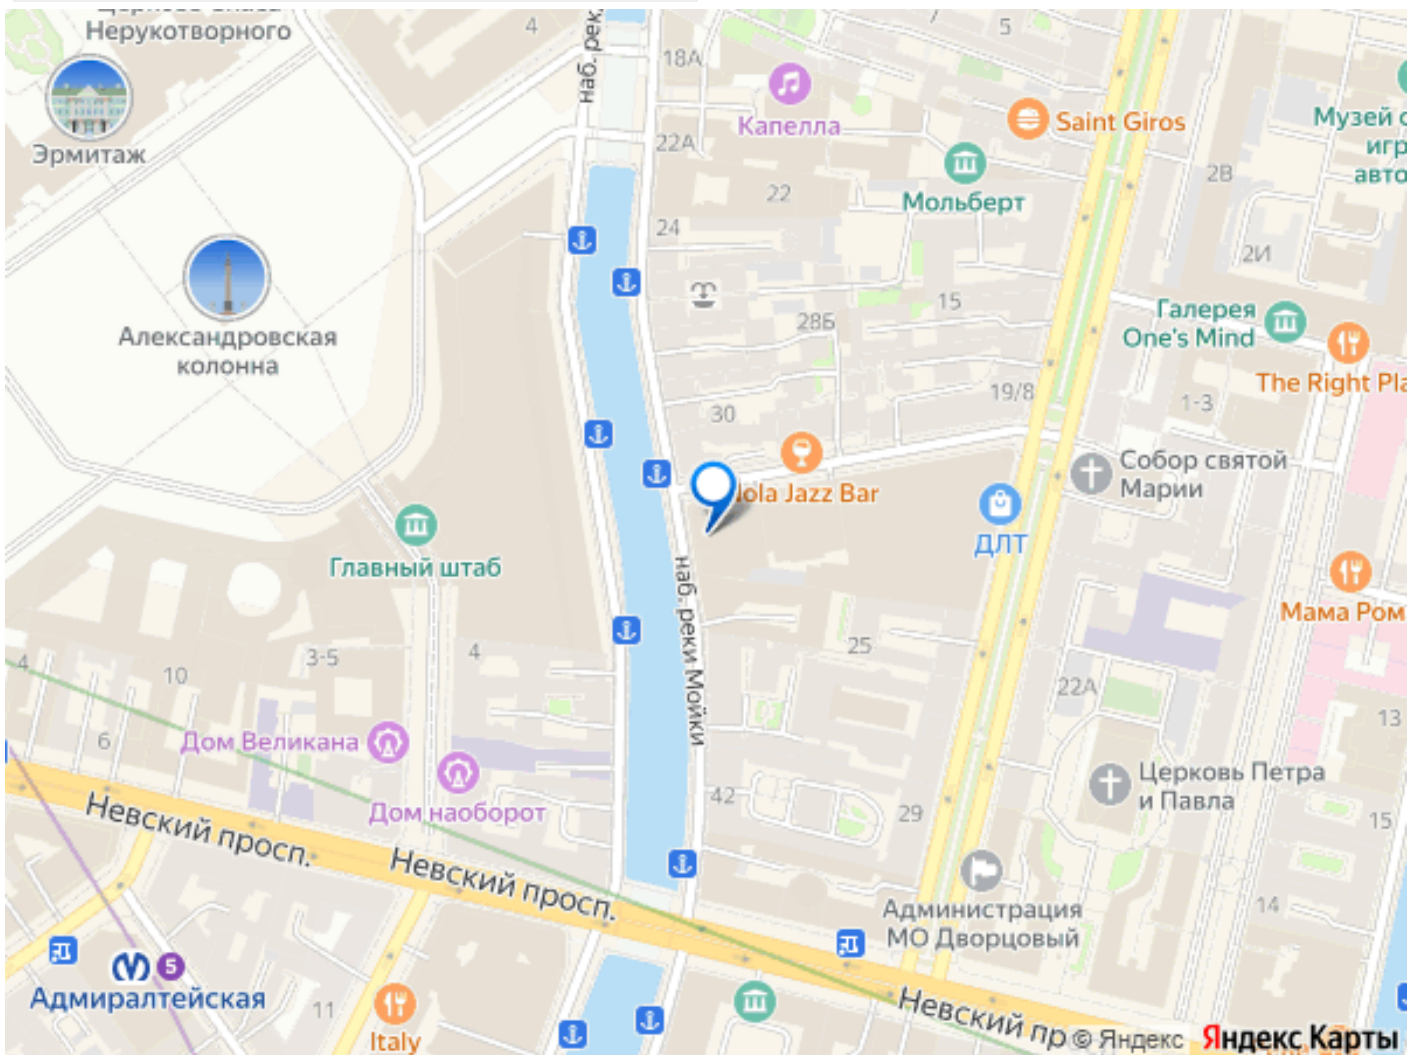 Нерукотворного
4
наб. рек
18А
7
5
Капелла
Saint Giros
Эрмитаж
22А
Мольберт
22
2В
24
2И
Александровская
колонна
28Б
15
Галерея
One's Mind
The Right Pla
30
19/8
1-3
Nola Jazz Bar
Собор святой
Марии
ДЛТ
Главный штаб
наб. реки Мойки
Мама Ром
4
10
3-5
4
25
22А
13
6
Дом Великана
Дом наоборот
42
29
Церковь Петра
и Павла
15
Невский просп.
Невский просп.
Администрация
МО Дворцовый
14
5
Адмиралтейская
11
Italy
Невский пр
© Яндекс
Яндекс Карты